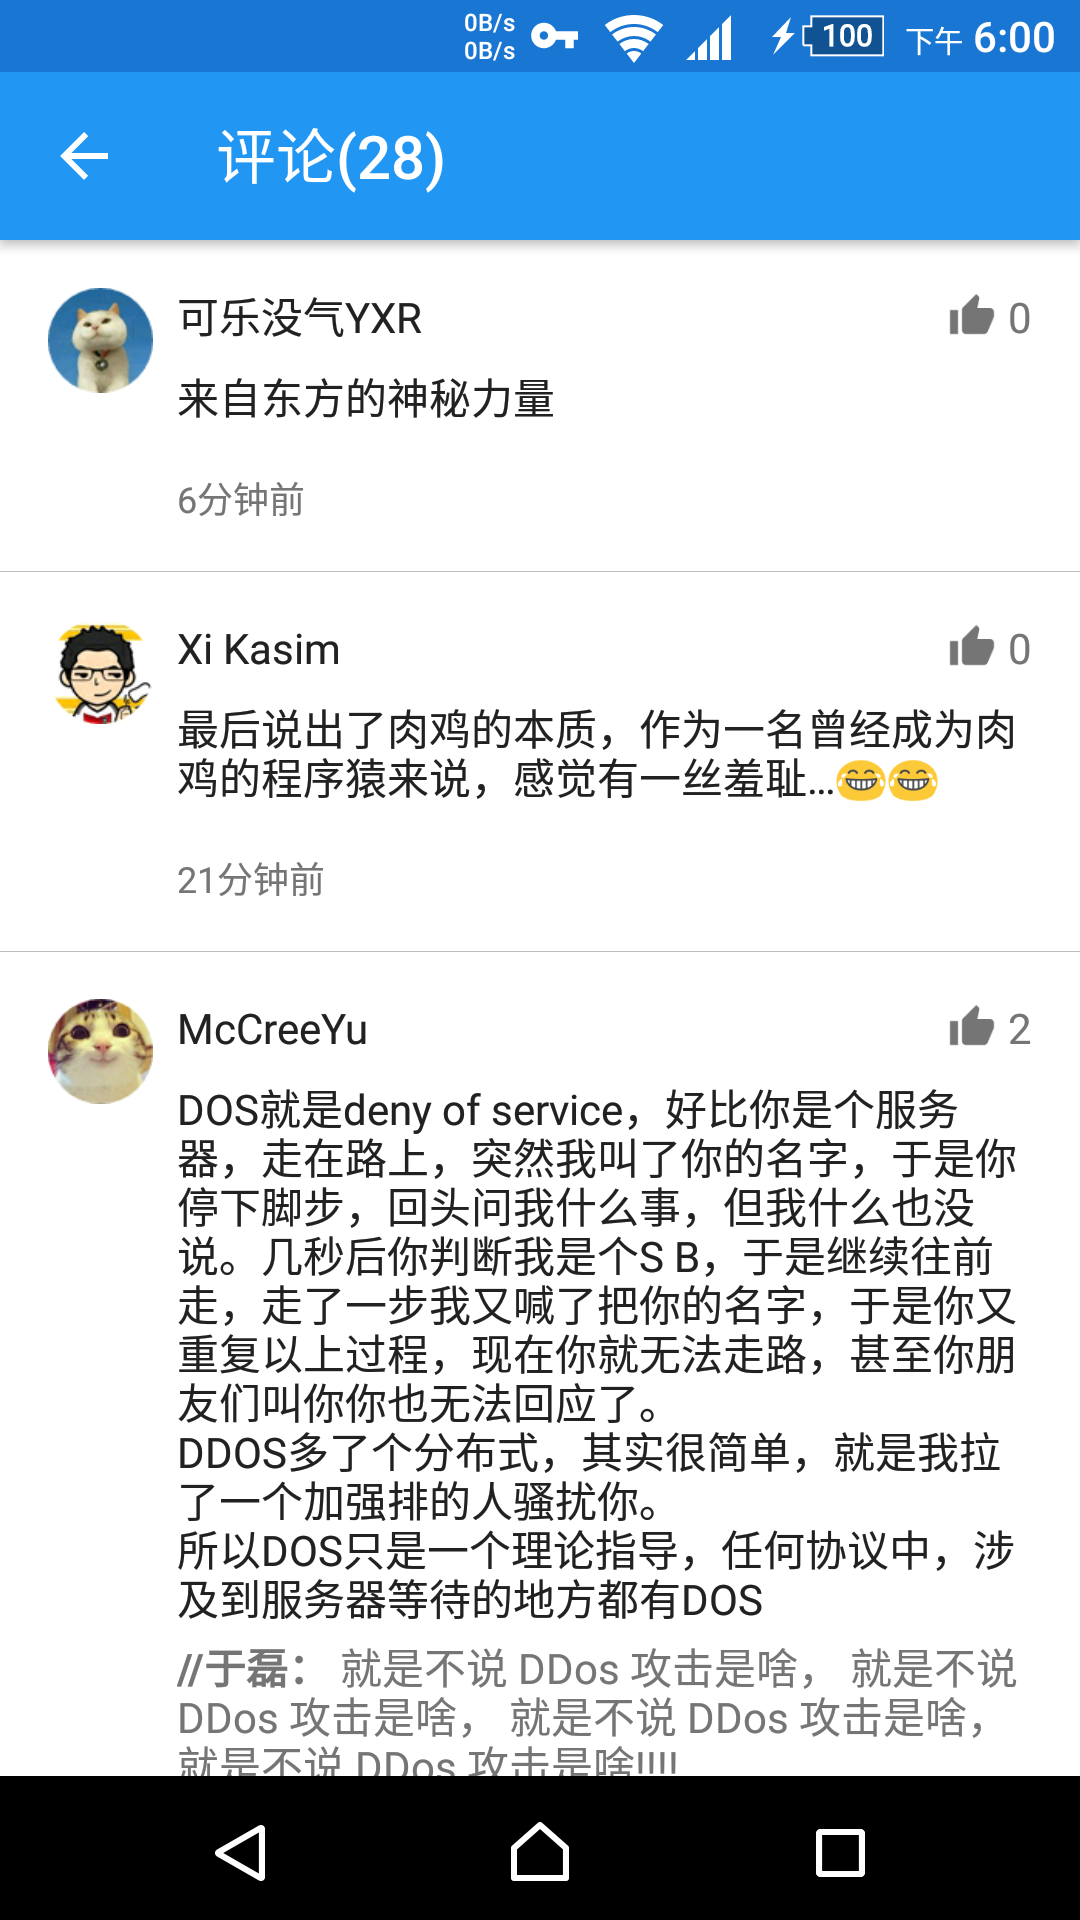 0B/s
0B/s
100
下午 6:00
评论(28)
可乐没气YXR
0
来自东方的神秘力量
6分钟前
Xi Kasim
0
最后说出了肉鸡的本质，作为一名曾经成为肉
鸡的程序猿来说，感觉有一丝羞耻...😂😂
21分钟前
McCreeYu
2
DOS就是deny of service，好比你是个服务
器，走在路上，突然我叫了你的名字，于是你
停下脚步，回头问我什么事，但我什么也没
说。几秒后你判断我是个S B，于是继续往前
走，走了一步我又喊了把你的名字，于是你又
重复以上过程，现在你就无法走路，甚至你朋
友们叫你你也无法回应了。
DDOS多了个分布式，其实很简单，就是我拉
了一个加强排的人骚扰你。
所以DOS只是一个理论指导，任何协议中，涉
及到服务器等待的地方都有DOS
//于磊： 就是不说 DDos 攻击是啥， 就是不说
DDos 攻击是啥， 就是不说 DDos 攻击是啥，
就是不说 DDos 攻击是啥!!!!